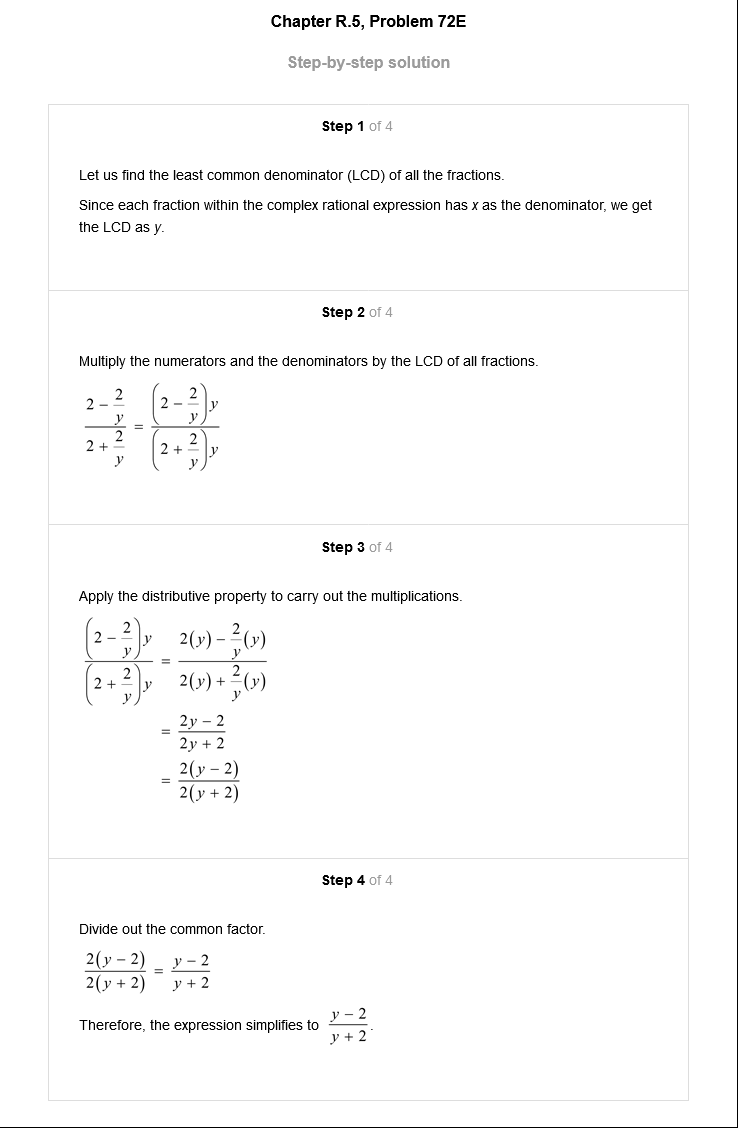 Chapter R.5, Problem 72E
Step-by-step solution
Step 1 of 4
Let us find the least common denominator (LCD) of all the fractions.
Since each fraction within the complex rational expression has x as the denominator, we get
the LCD as y.
Step 2 of 4
Multiply the numerators and the denominators by the LCD of all fractions.
\frac{2-\frac{2}{y}}{2+\frac{2}{y}} = \frac{\left(2-\frac{2}{y}\right)y}{\left(2+\frac{2}{y}\right)y}
Step 3 of 4
Apply the distributive property to carry out the multiplications.
\frac{\left(2-\frac{2}{y}\right)y}{\left(2+\frac{2}{y}\right)y} = \frac{2(y)-\frac{2}{y}(y)}{2(y)+\frac{2}{y}(y)}
= \frac{2y-2}{2y+2}
= \frac{2(y-2)}{2(y+2)}
Step 4 of 4
Divide out the common factor.
\frac{2(y-2)}{2(y+2)} = \frac{y-2}{y+2}
Therefore, the expression simplifies to \frac{y-2}{y+2}.